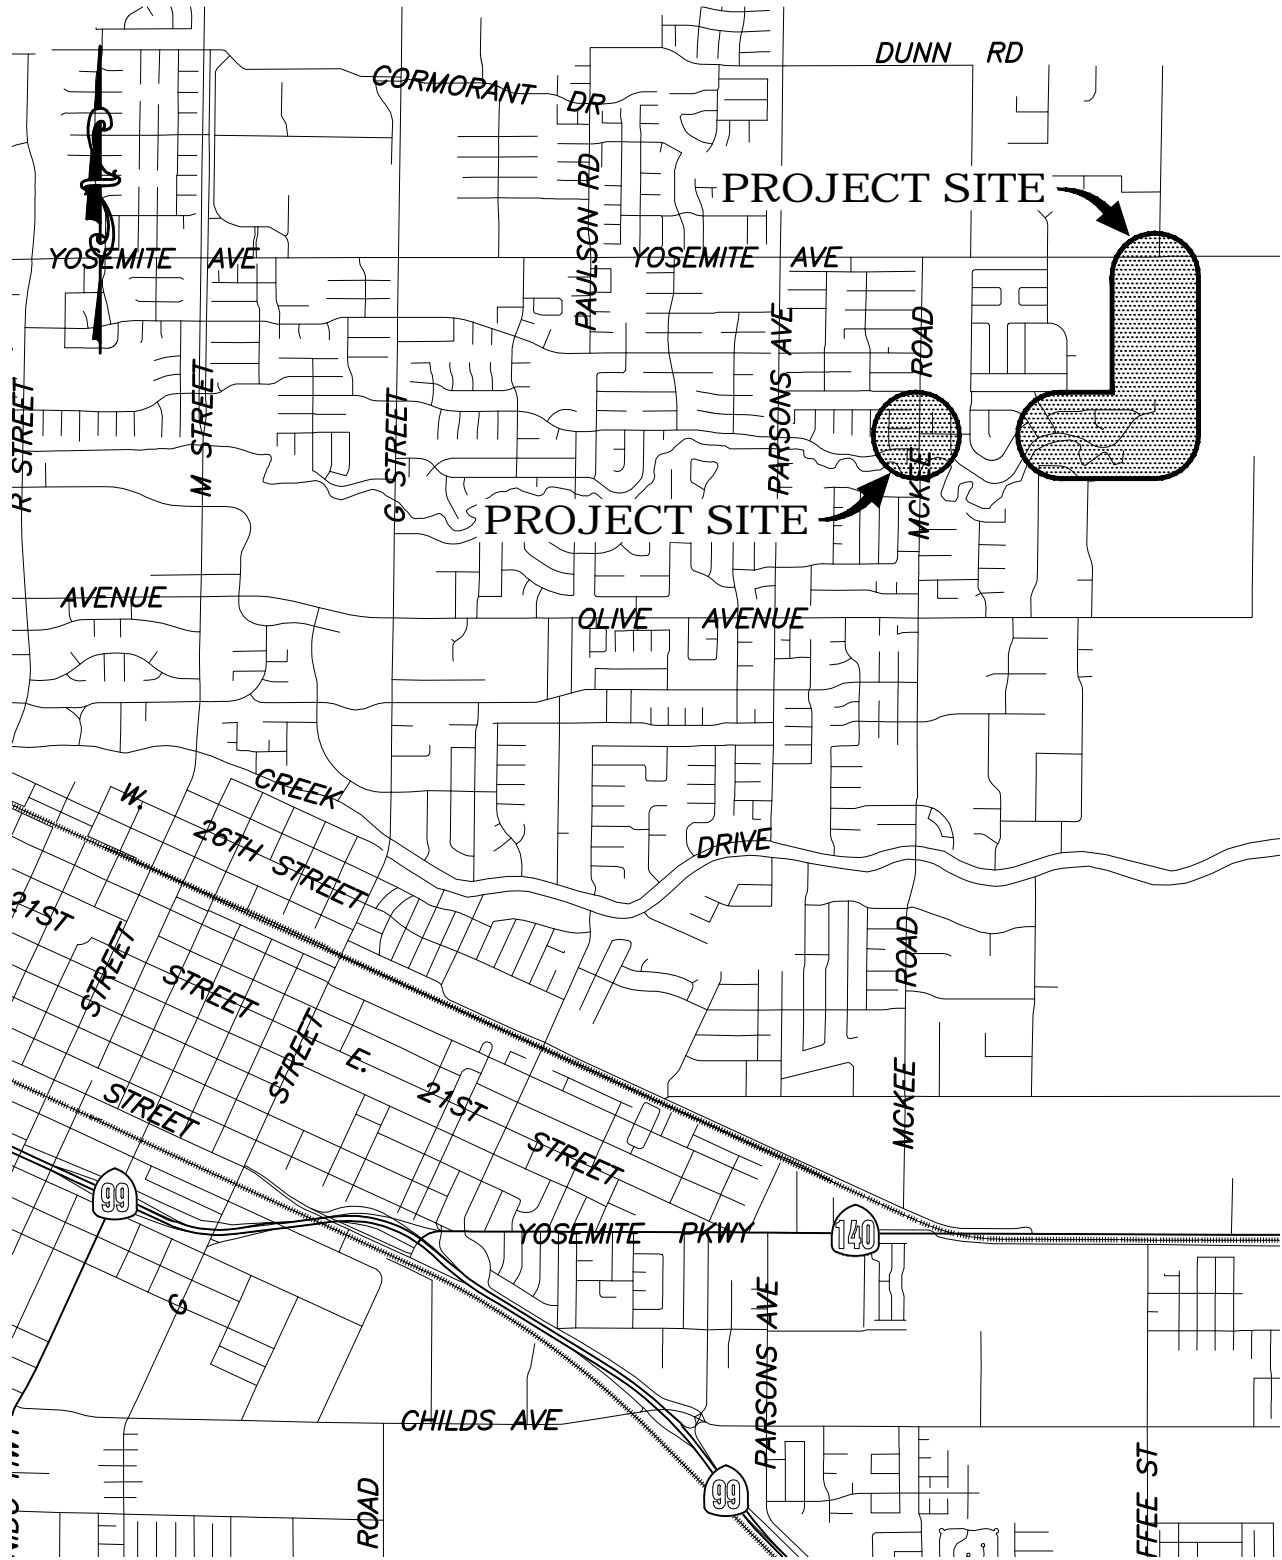 DUNN RD
CORMORANT DR
PAULSON RD
PROJECT SITE
YOSEMITE AVE
YOSEMITE AVE
PARSONS AVE
MCKEE ROAD
R STREET
M STREET
G STREET
PROJECT SITE
AVENUE
OLIVE AVENUE
W.
26TH STREET
CREEK
DRIVE
21ST
STREET
STREET
STREET
STREET
E.
21ST
STREET
MCKEE ROAD
99
YOSEMITE PKWY
140
G
PARSONS AVE
CHILDS AVE
99
ROAD
FFEE ST